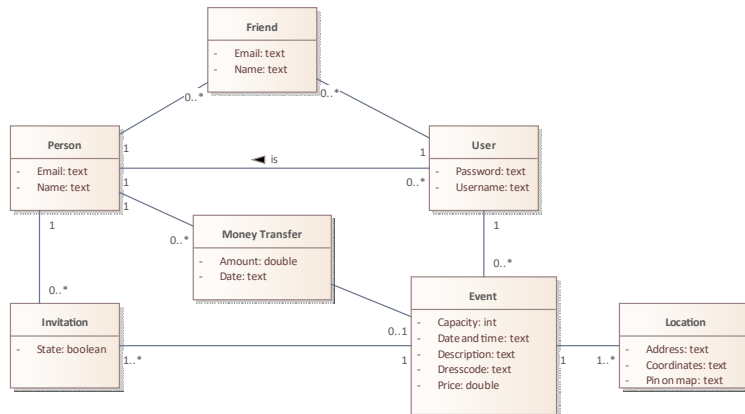 Friend
- Email: text
- Name: text
0..*
0..*
Person
- Email: text
- Name: text
User
- Password: text
- Username: text
1
1
is
1
0..*
1
1
1
0..*
Money Transfer
- Amount: double
- Date: text
0..*
0..*
Invitation
- State: boolean
Event
- Capacity: int
- Date and time: text
- Description: text
- Dresscode: text
- Price: double
Location
- Address: text
- Coordinates: text
- Pin on map: text
0..1
1..*
1
1
1..*